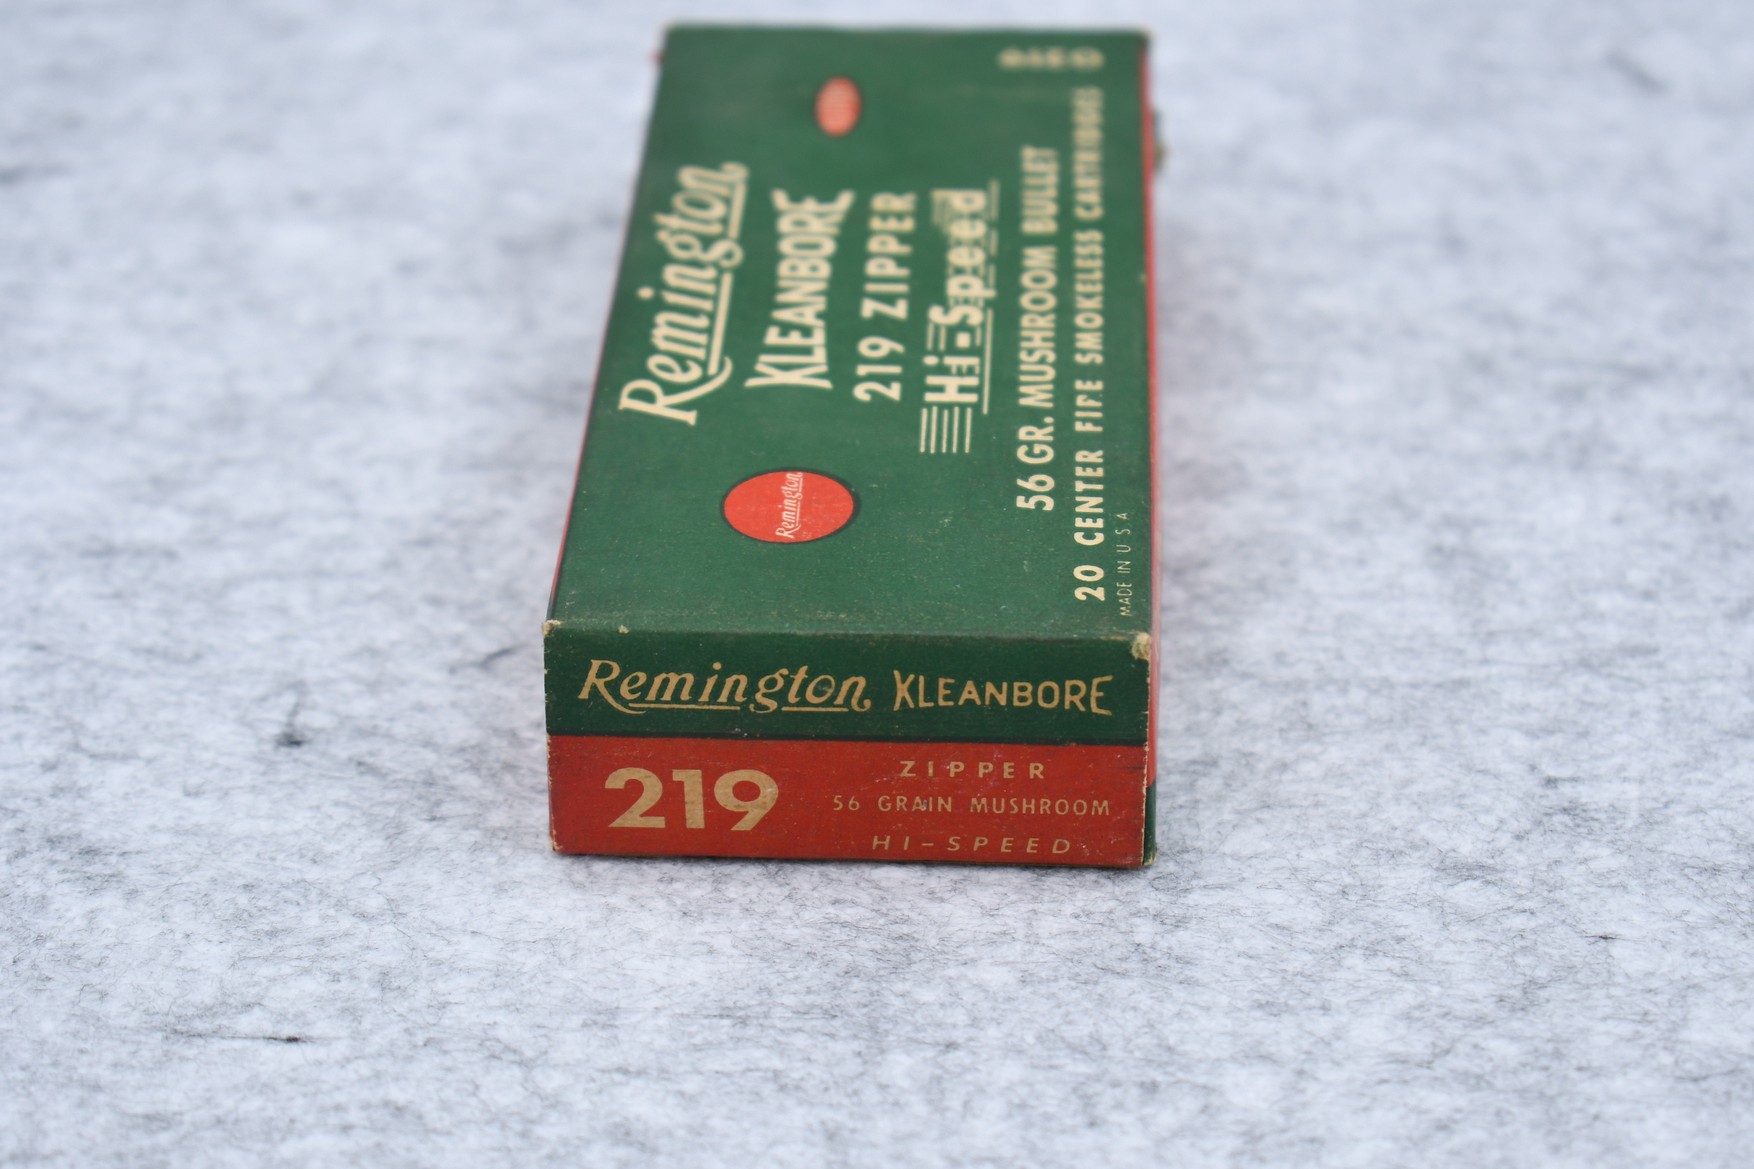 Remington
KLEANBORE
219 ZIPPER
Hi-Speed
56 GR. MUSHROOM BULLET
20 CENTER FIRE SMOKELESS CARTRIDGES
MADE IN U.S.A
Remington
Remington KLEANBORE
219
ZIPPER
56 GRAIN MUSHROOM
HI-SPEED